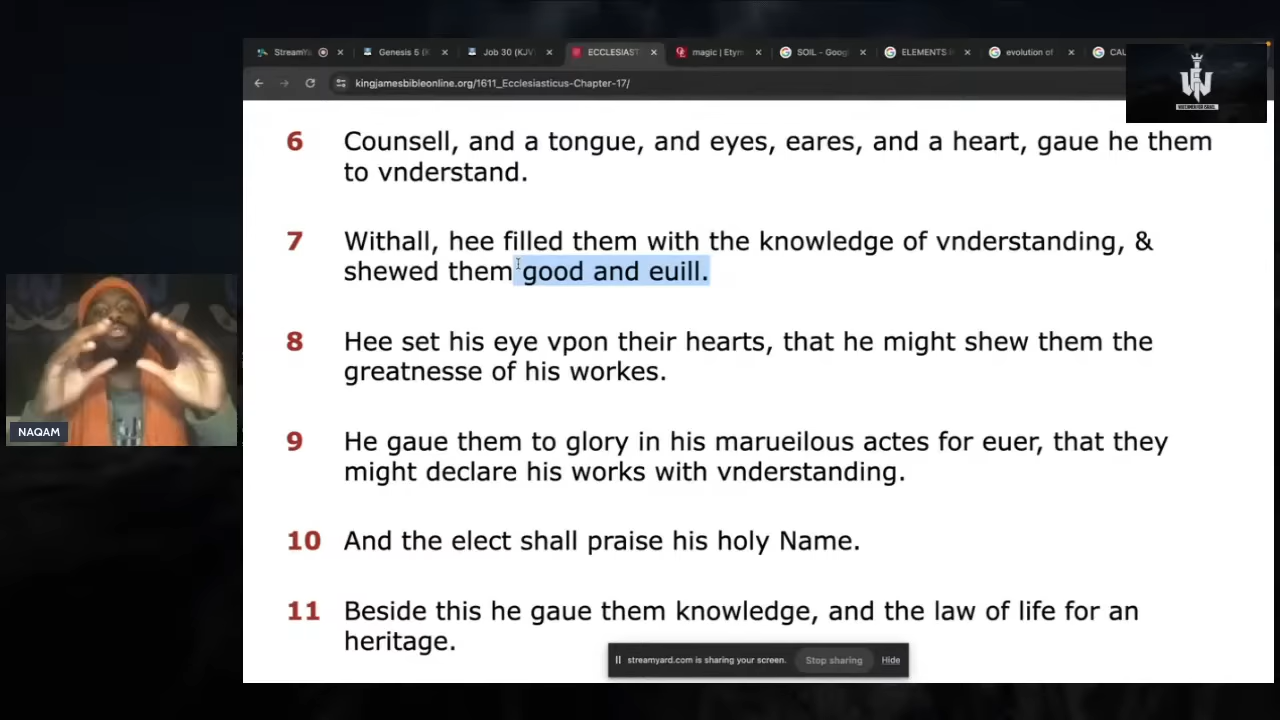 StreamYa
Genesis 5 (K
Job 30 (KJV
ECCLESIAST
magic | Etym
SOIL - Goog
ELEMENTS
evolution of
kingjamesbibleonline.org/1611_Ecclesiasticus-Chapter-17/
6 Counsell, and a tongue, and eyes, eares, and a heart, gaue he them
to vnderstand.
7 Withall, hee filled them with the knowledge of vnderstanding, &
shewed them good and euill.
8 Hee set his eye vpon their hearts, that he might shew them the
greatnesse of his workes.
9 He gaue them to glory in his marueilous actes for euer, that they
might declare his works with vnderstanding.
10 And the elect shall praise his holy Name.
11 Beside this he gaue them knowledge, and the law of life for an
heritage.
NAQAM
streamyard.com is sharing your screen. Stop sharing Hide